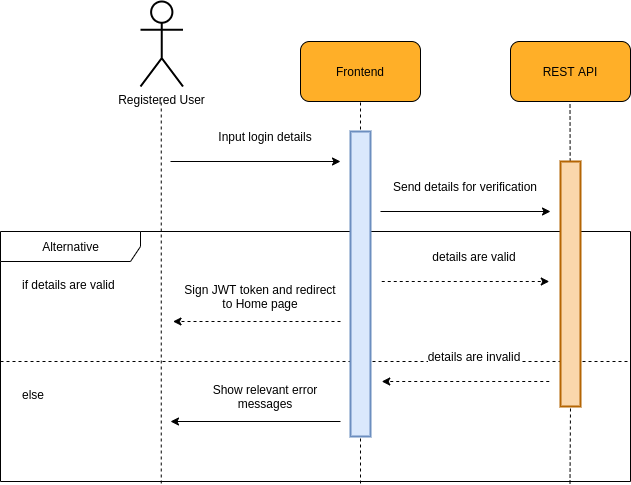 Registered User
Frontend
REST API
Input login details
Send details for verification
Alternative
details are valid
if details are valid
Sign JWT token and redirect
to Home page
details are invalid
else
Show relevant error
messages